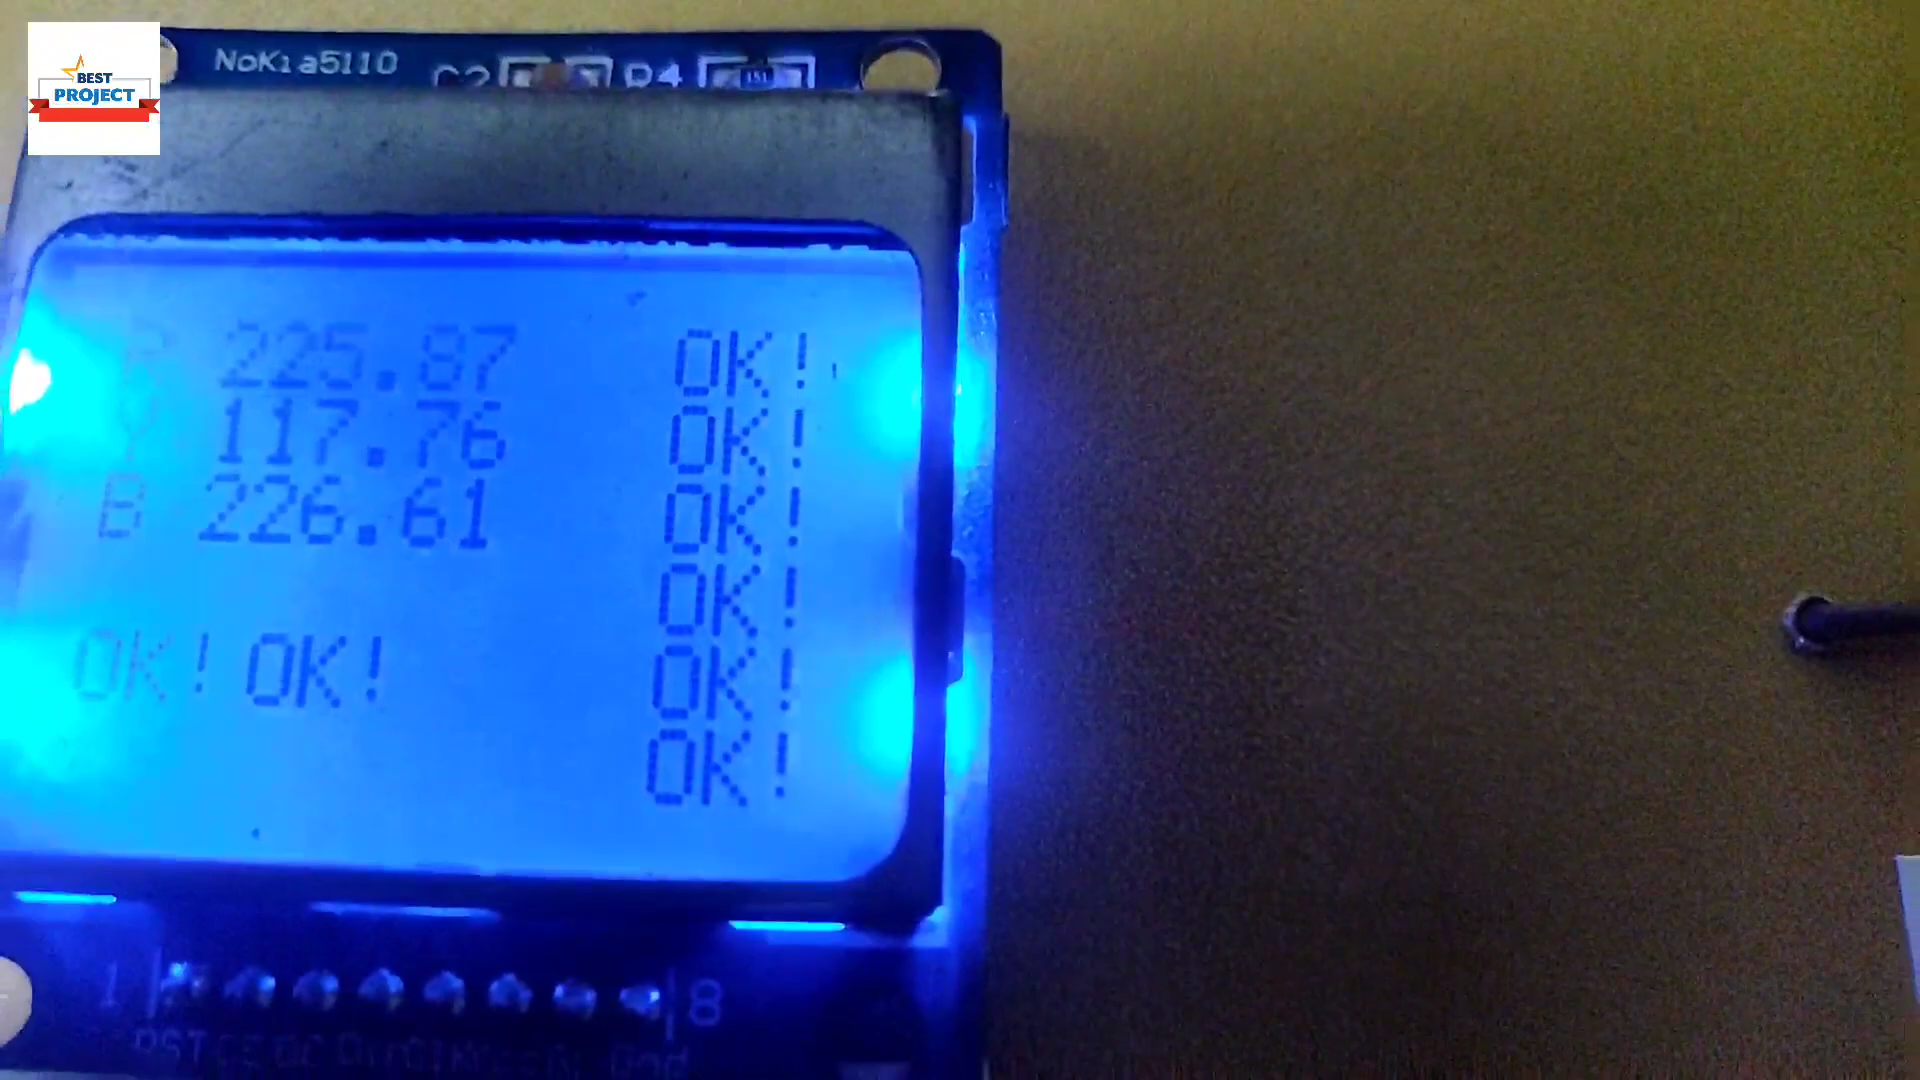 BEST
PROJECT
NoKia5110 C2 R4 151
R 225.87 OK!
Y 117.76 OK!
B 226.61 OK!
OK!
OK! OK! OK!
OK!
1 8
RST CE DC Din Clk Vcc BL Gnd